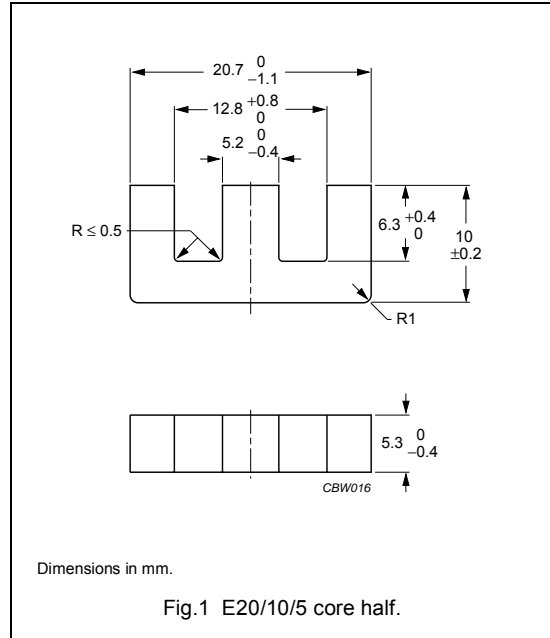 20.7 0 −1.1
12.8 +0.8 0
5.2 0 −0.4
R ≤ 0.5
6.3 +0.4 0
10 ±0.2
R1
5.3 0 −0.4
CBW016
Dimensions in mm.
Fig.1 E20/10/5 core half.